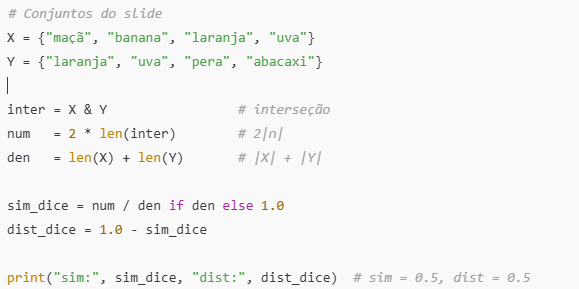 # Conjuntos do slide
X = {"maçã", "banana", "laranja", "uva"}
Y = {"laranja", "uva", "pera", "abacaxi"}
inter = X & Y                 # interseção
num   = 2 * len(inter)        # 2|n|
den   = len(X) + len(Y)       # |X| + |Y|
sim_dice = num / den if den else 1.0
dist_dice = 1.0 - sim_dice
print("sim:", sim_dice, "dist:", dist_dice)  # sim = 0.5, dist = 0.5